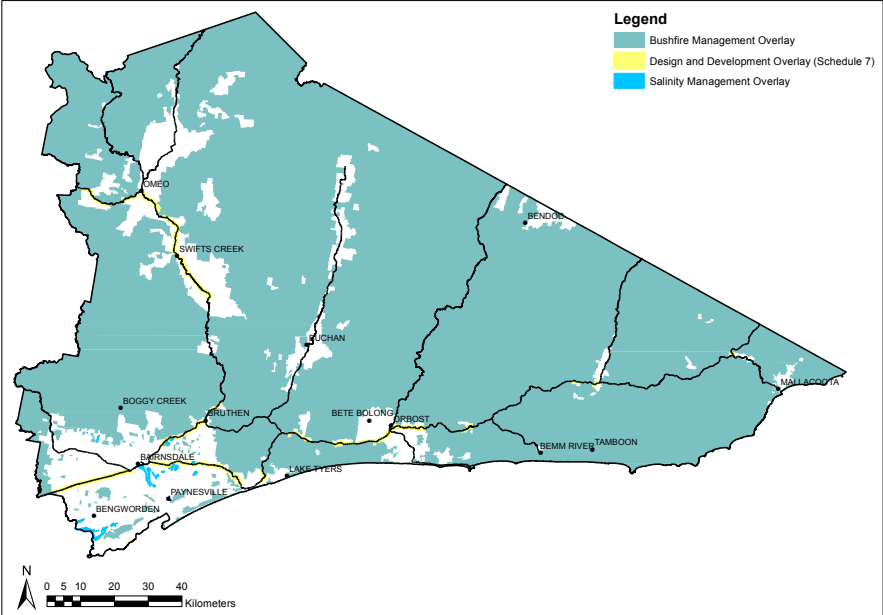 Legend
Bushfire Management Overlay
Design and Development Overlay (Schedule 7)
Salinity Management Overlay
OMEO
BENDOC
SWIFTS CREEK
BUCHAN
MALLACOOTA
BOGGY CREEK
BRUTHEN
BETE BOLONG
ORBOST
BEMM RIVER
TAMBOON
BAIRNSDALE
LAKE TYERS
PAYNESVILLE
BENGWORDEN
N
0 5 10 20 30 40
Kilometers